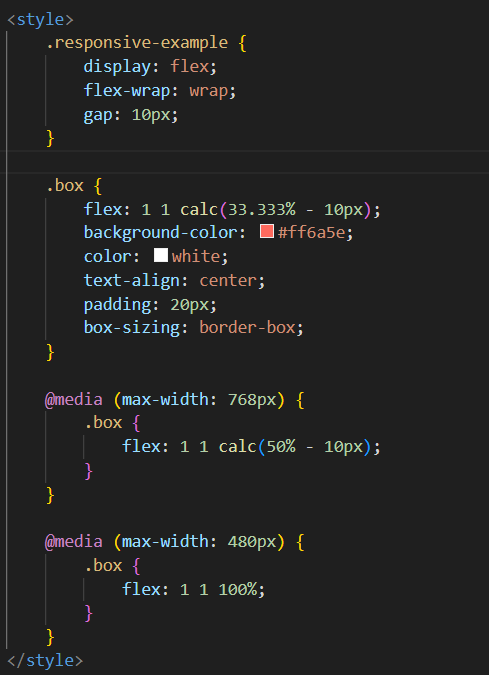 <style>
.responsive-example {
display: flex;
flex-wrap: wrap;
gap: 10px;
}
.box {
flex: 1 1 calc(33.333% - 10px);
background-color: #ff6a5e;
color: white;
text-align: center;
padding: 20px;
box-sizing: border-box;
}
@media (max-width: 768px) {
.box {
flex: 1 1 calc(50% - 10px);
}
}
@media (max-width: 480px) {
.box {
flex: 1 1 100%;
}
}
</style>